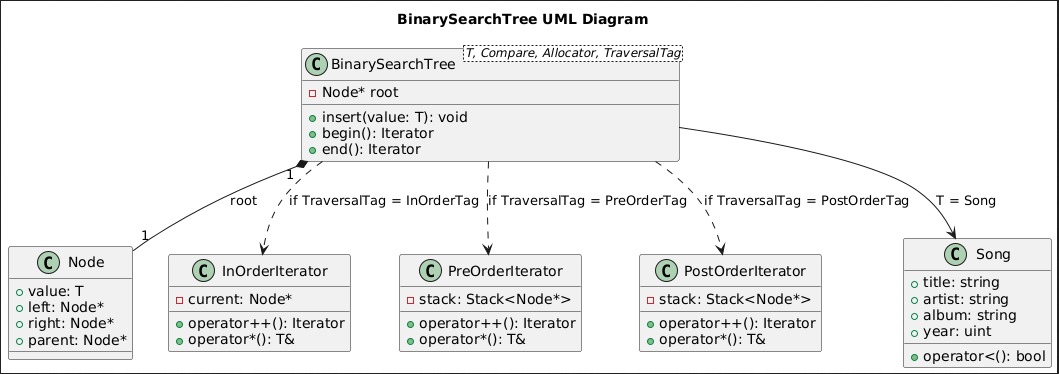 BinarySearchTree UML Diagram
T, Compare, Allocator, TraversalTag
C BinarySearchTree
Node* root
insert(value: T): void
begin(): Iterator
end(): Iterator
1
root
if TraversalTag = InOrderTag
if TraversalTag = PreOrderTag
if TraversalTag = PostOrderTag
T = Song
1
C Node
value: T
left: Node*
right: Node*
parent: Node*
C InOrderIterator
current: Node*
operator++(): Iterator
operator*(): T&
C PreOrderIterator
stack: Stack<Node*>
operator++(): Iterator
operator*(): T&
C PostOrderIterator
stack: Stack<Node*>
operator++(): Iterator
operator*(): T&
C Song
title: string
artist: string
album: string
year: uint
operator<(): bool